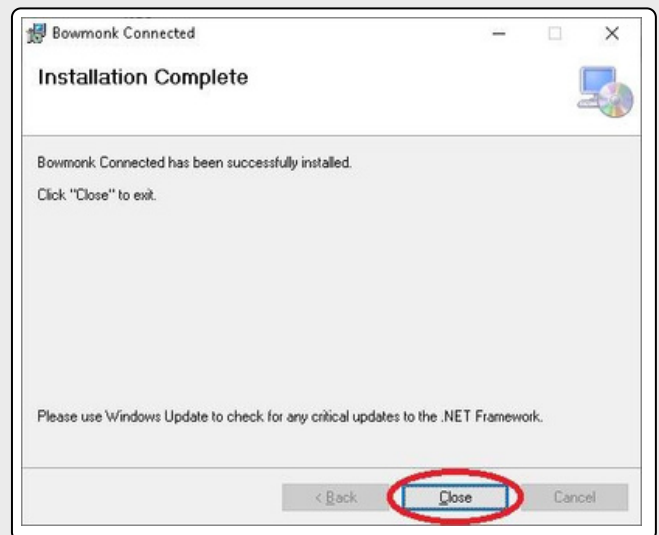 Bowmonk Connected
Installation Complete
Bowmonk Connected has been successfully installed.
Click "Close" to exit.
Please use Windows Update to check for any critical updates to the .NET Framework.
< Back Close Cancel